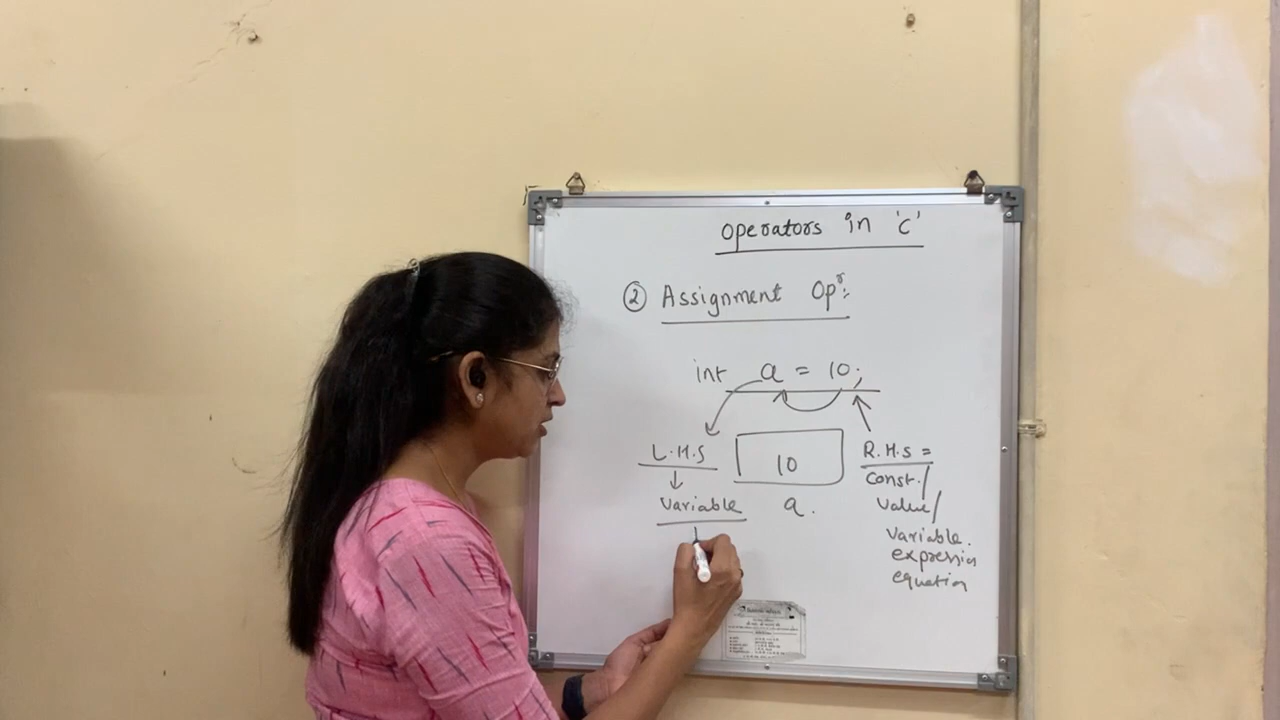 operators in 'c'
② Assignment Opr:
int a = 10;
L.H.S
Variable
10
a.
R.H.S =
Const./
Value/
Variable.
expression
equation